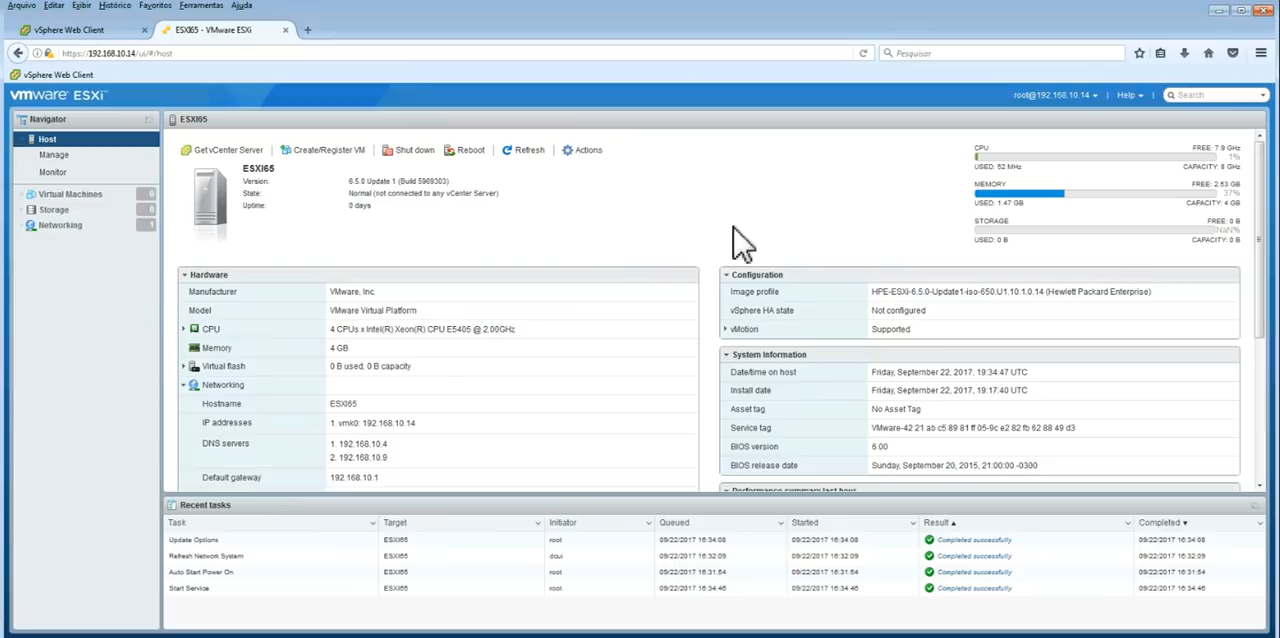 Arquivo Editar Exibir Histórico Favoritos Ferramentas Ajuda
vSphere Web Client × ESXI65 - VMware ESXi × +
https://192.168.10.14/ui/#/host Pesquisar
vSphere Web Client
vmware ESXi root@192.168.10.14 | Help | Search
Navigator ESXI65
Host
Manage
Monitor
Virtual Machines 0
Storage 0
Networking 1
Get vCenter Server | Create/Register VM | Shut down Reboot | Refresh | Actions
ESXI65
Version: 6.5.0 Update 1 (Build 5969303)
State: Normal (not connected to any vCenter Server)
Uptime: 0 days
CPU FREE: 7.9 GHz
1%
USED: 52 MHz CAPACITY: 8 GHz
MEMORY FREE: 2.53 GB
37%
USED: 1.47 GB CAPACITY: 4 GB
STORAGE FREE: 0 B
NaN%
USED: 0 B CAPACITY: 0 B
Hardware
Manufacturer VMware, Inc.
Model VMware Virtual Platform
CPU 4 CPUs x Intel(R) Xeon(R) CPU E5405 @ 2.00GHz
Memory 4 GB
Virtual flash 0 B used, 0 B capacity
Networking
Hostname ESXI65
IP addresses 1. vmk0: 192.168.10.14
DNS servers 1. 192.168.10.4
2. 192.168.10.9
Default gateway 192.168.10.1
Configuration
Image profile HPE-ESXi-6.5.0-Update1-iso-650.U1.10.1.0.14 (Hewlett Packard Enterprise)
vSphere HA state Not configured
vMotion Supported
System Information
Date/time on host Friday, September 22, 2017, 19:34:47 UTC
Install date Friday, September 22, 2017, 19:17:40 UTC
Asset tag No Asset Tag
Service tag VMware-42 21 ab c5 89 81 ff 05-9c e2 82 fb 62 88 49 d3
BIOS version 6.00
BIOS release date Sunday, September 20, 2015, 21:00:00 -0300
Performance summary last hour
Recent tasks
Task Target Initiator Queued Started Result Completed
Update Options ESXI65 root 09/22/2017 16:34:08 09/22/2017 16:34:08 Completed successfully 09/22/2017 16:34:08
Refresh Network System ESXI65 dcui 09/22/2017 16:32:09 09/22/2017 16:32:09 Completed successfully 09/22/2017 16:32:09
Auto Start Power On ESXI65 root 09/22/2017 16:31:54 09/22/2017 16:31:54 Completed successfully 09/22/2017 16:31:54
Start Service ESXI65 root 09/22/2017 16:34:46 09/22/2017 16:34:46 Completed successfully 09/22/2017 16:34:46